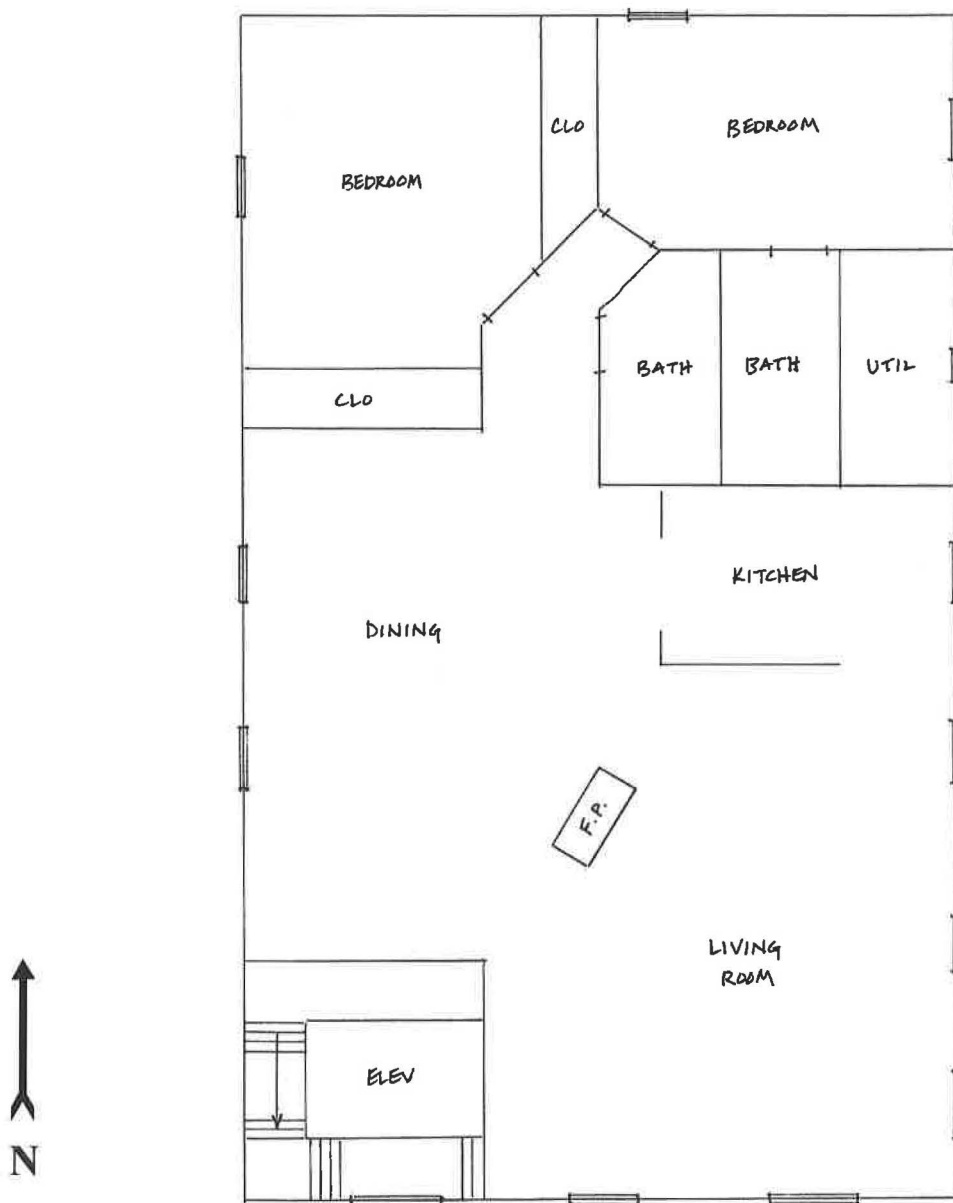 CLO
BEDROOM
BEDROOM
BATH
BATH
UTIL
CLO
KITCHEN
DINING
F.P.
LIVING
ROOM
ELEV
N